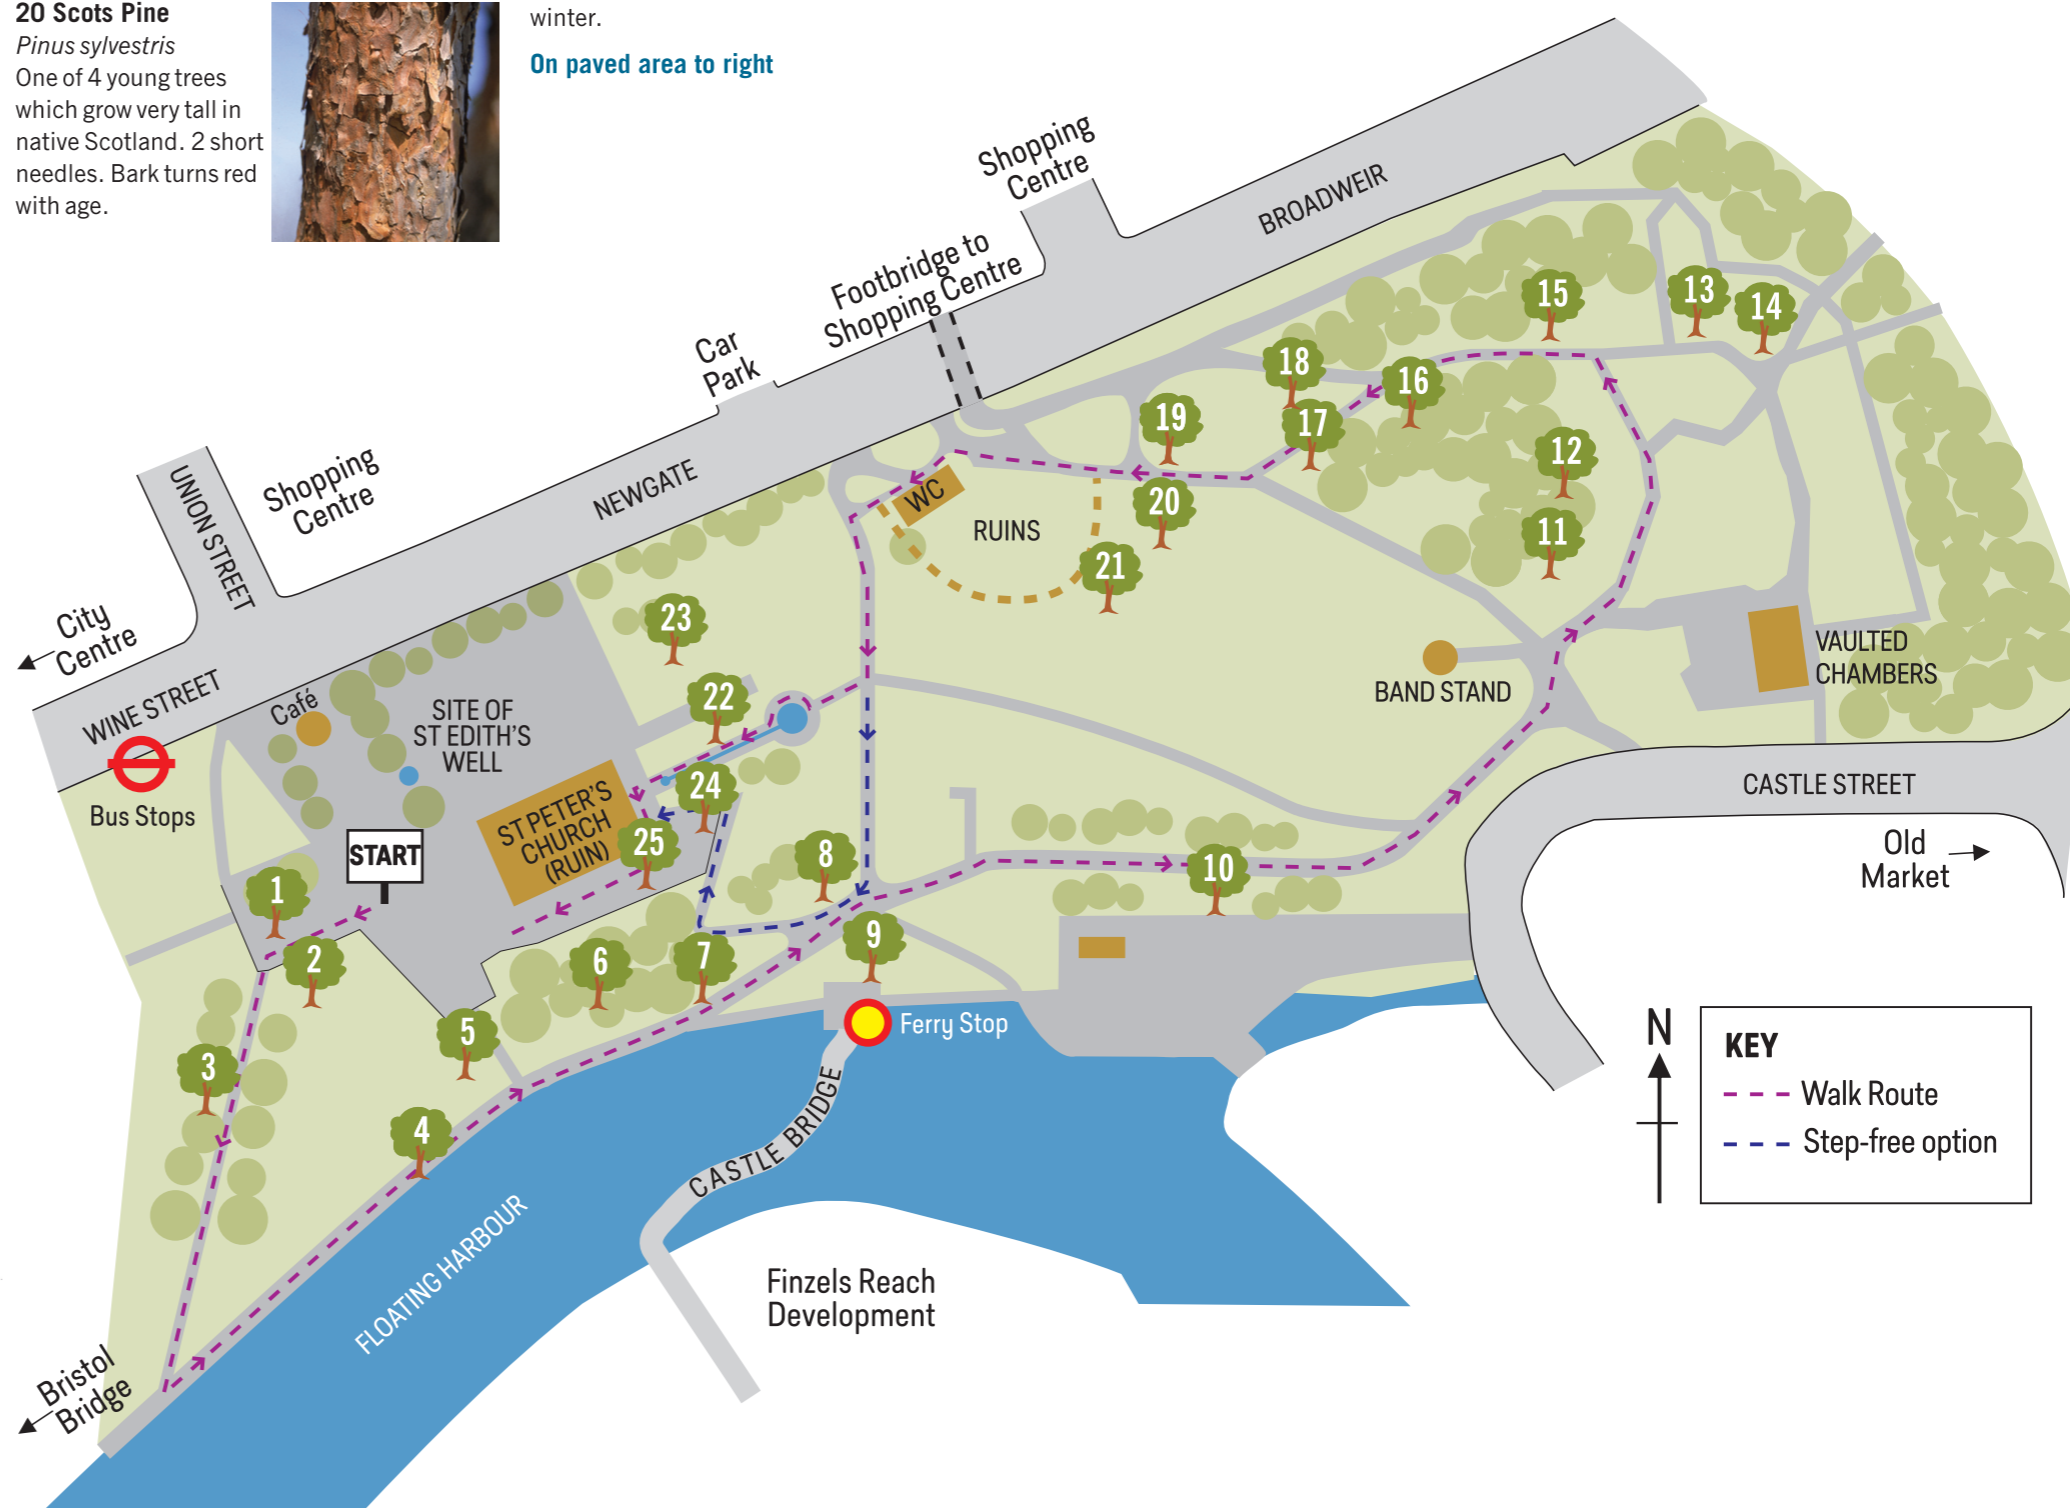 20 Scots Pine
Pinus sylvestris
One of 4 young trees
which grow very tall in
native Scotland. 2 short
needles. Bark turns red
with age.
winter.
On paved area to right
Shopping
Centre
BROADWEIR
Footbridge to
Shopping Centre
Car
Park
Shopping
Centre
UNION STREET
NEWGATE
City
Centre
WINE STREET
Bus Stops
Café
SITE OF
ST EDITH'S
WELL
START
ST PETER'S
CHURCH
(RUIN)
WC
RUINS
BAND STAND
VAULTED
CHAMBERS
CASTLE STREET
Old
Market
Ferry Stop
CASTLE BRIDGE
FLOATING HARBOUR
Finzels Reach
Development
Bristol
Bridge
1
2
3
4
5
6
7
8
9
10
11
12
13
14
15
16
17
18
19
20
21
22
23
24
25
N
KEY
Walk Route
Step-free option